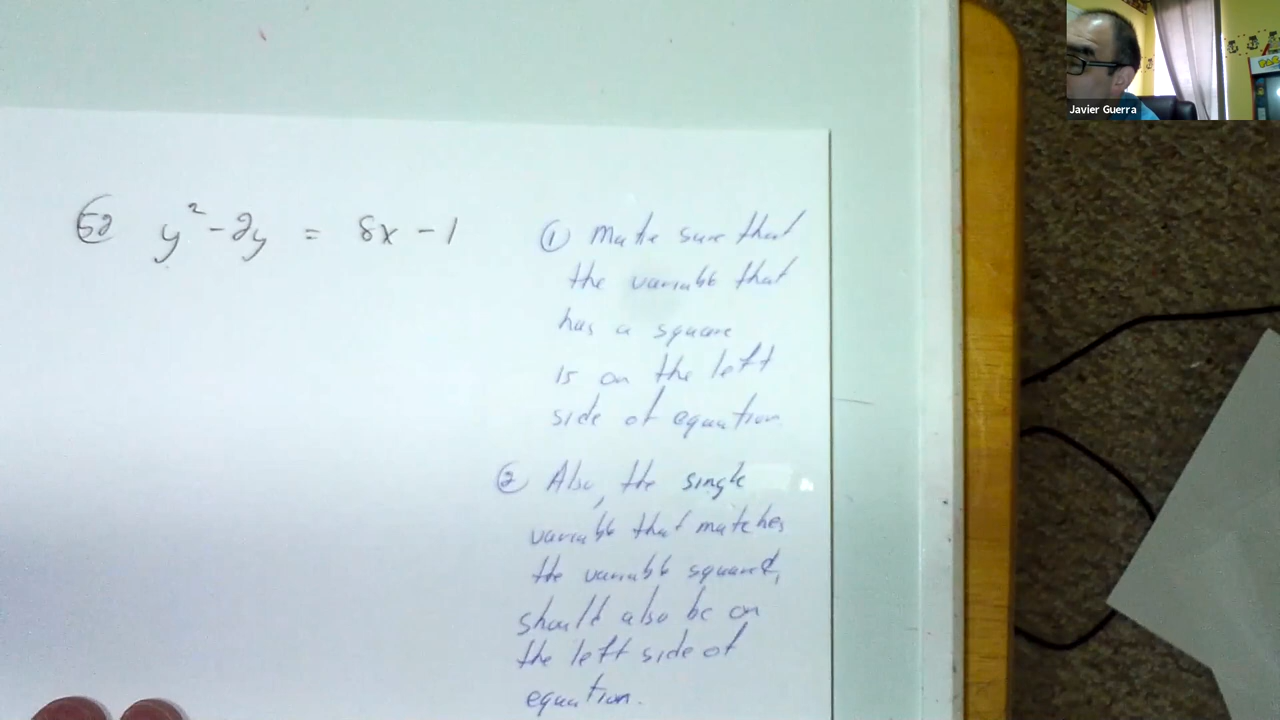 52 y² - 2y = 8x - 1
① Make sure that
the variable that
has a square
is on the left
side of equation.
② Also, the single
variable that matches
the variable squared,
should also be on
the left side of
equation.
Javier Guerra